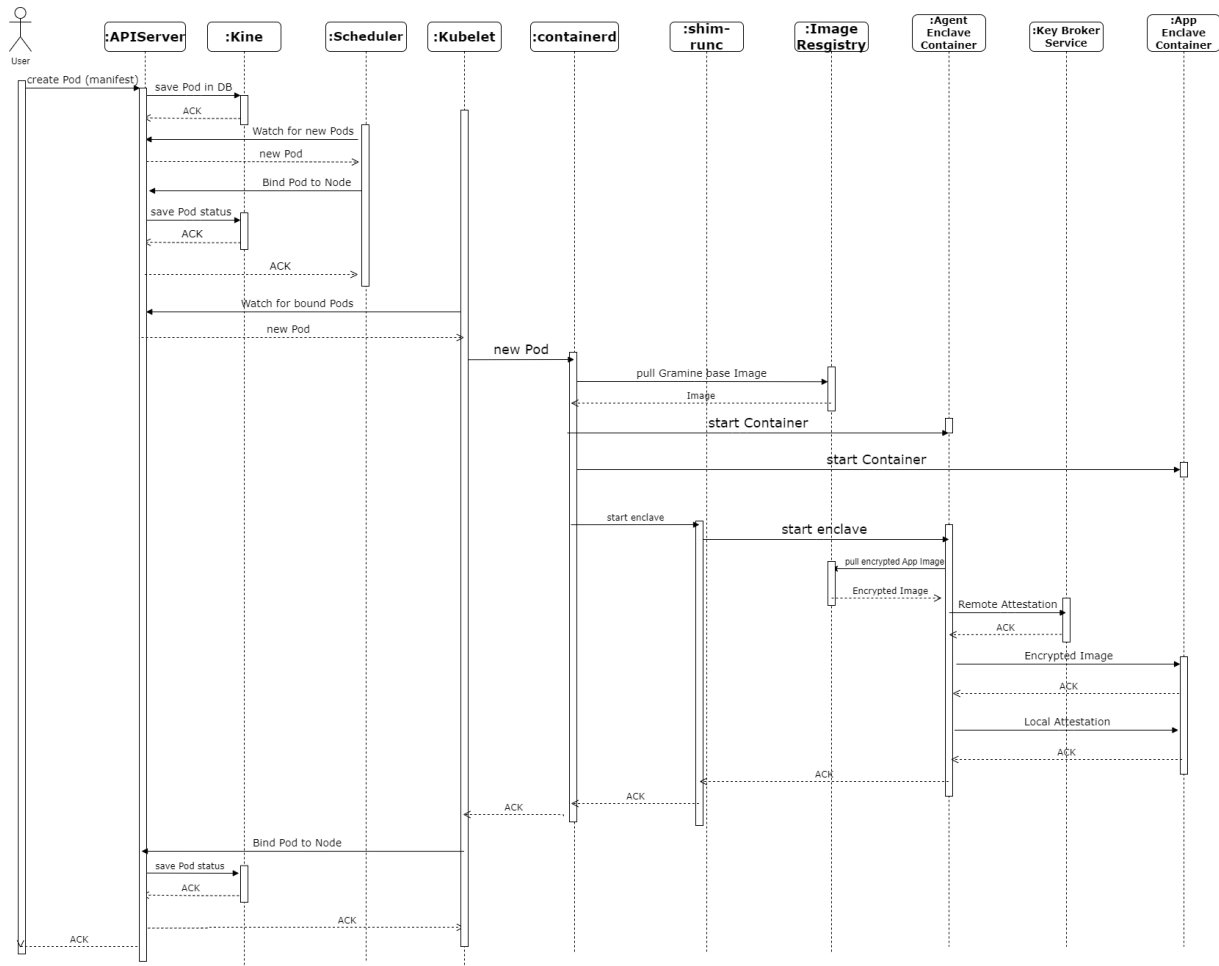 User
:APIServer
:Kine
:Scheduler
:Kubelet
:containerd
:shim-
runc
:Image
Resgistry
:Agent
Enclave
Container
:Key Broker
Service
:App
Enclave
Container
create Pod (manifest)
save Pod in DB
ACK
Watch for new Pods
new Pod
Bind Pod to Node
save Pod status
ACK
ACK
Watch for bound Pods
new Pod
new Pod
pull Gramine base Image
Image
start Container
start Container
start enclave
start enclave
pull encrypted App Image
Encrypted Image
Remote Attestation
ACK
Encrypted Image
ACK
Local Attestation
ACK
ACK
ACK
ACK
Bind Pod to Node
save Pod status
ACK
ACK
ACK